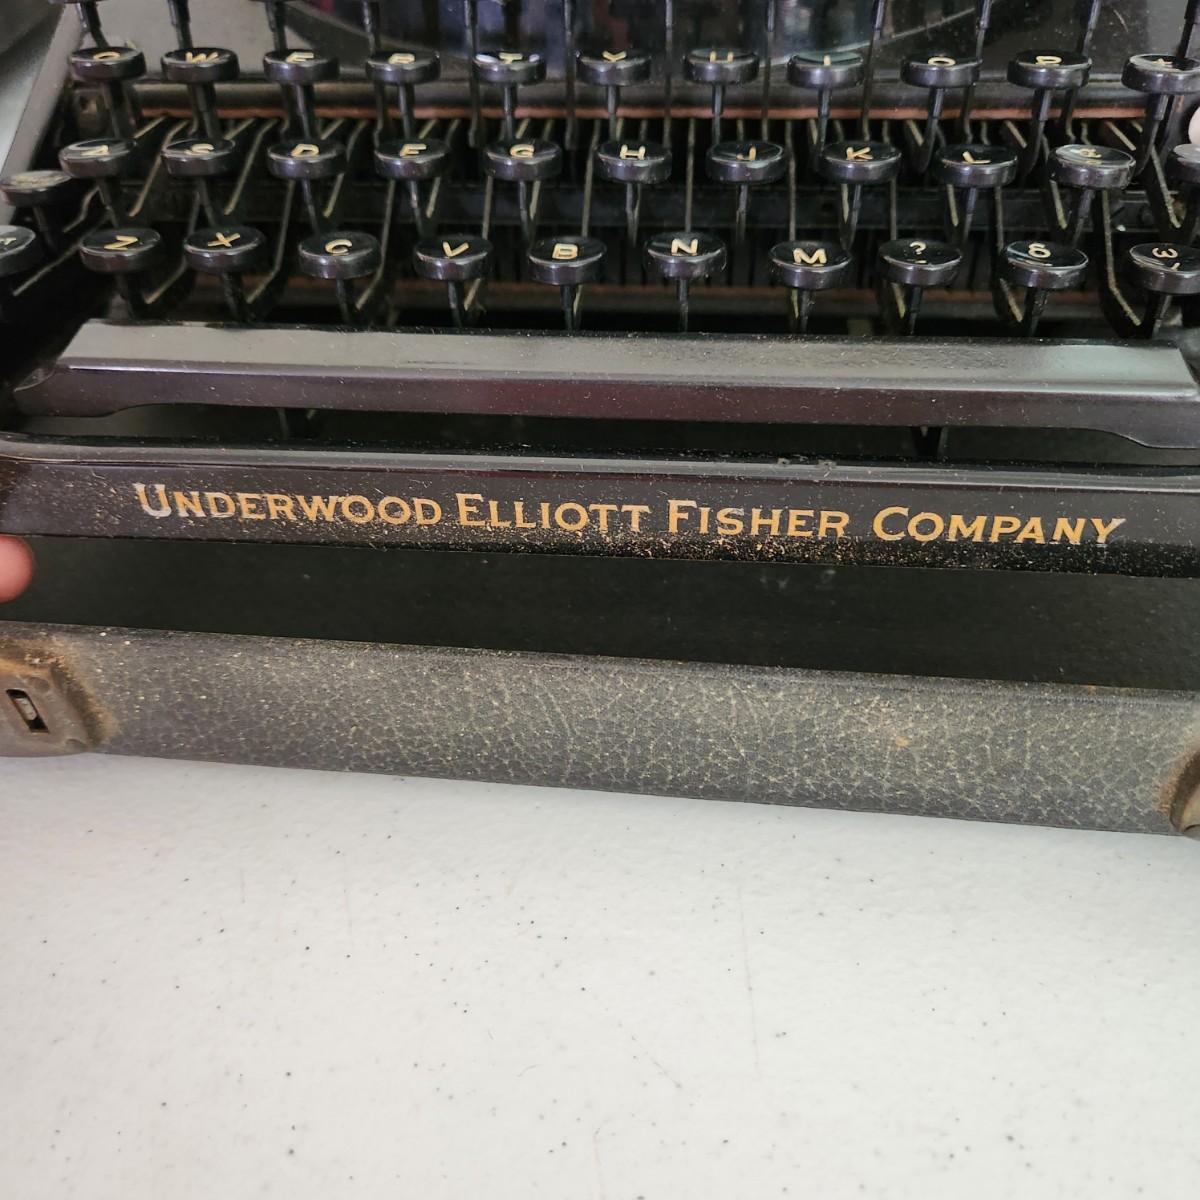 Q W E R T Y U I O P
A S D F G H J K L
Z X C V B N M ?
UNDERWOOD ELLIOTT FISHER COMPANY